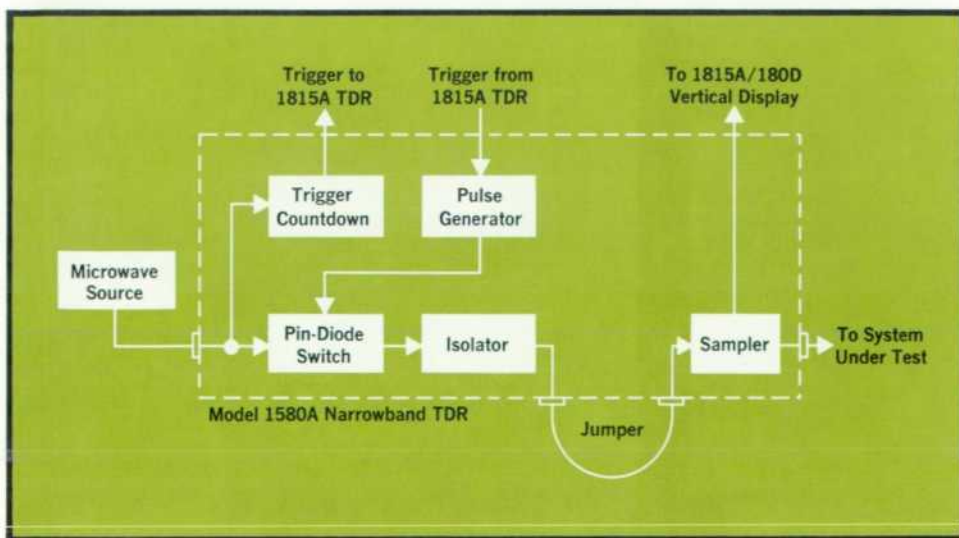 Trigger to
1815A TDR
Trigger from
1815A TDR
To 1815A/180D
Vertical Display
Trigger
Countdown
Pulse
Generator
Microwave
Source
Pin-Diode
Switch
Isolator
Sampler
To System
Under Test
Model 1580A Narrowband TDR
Jumper